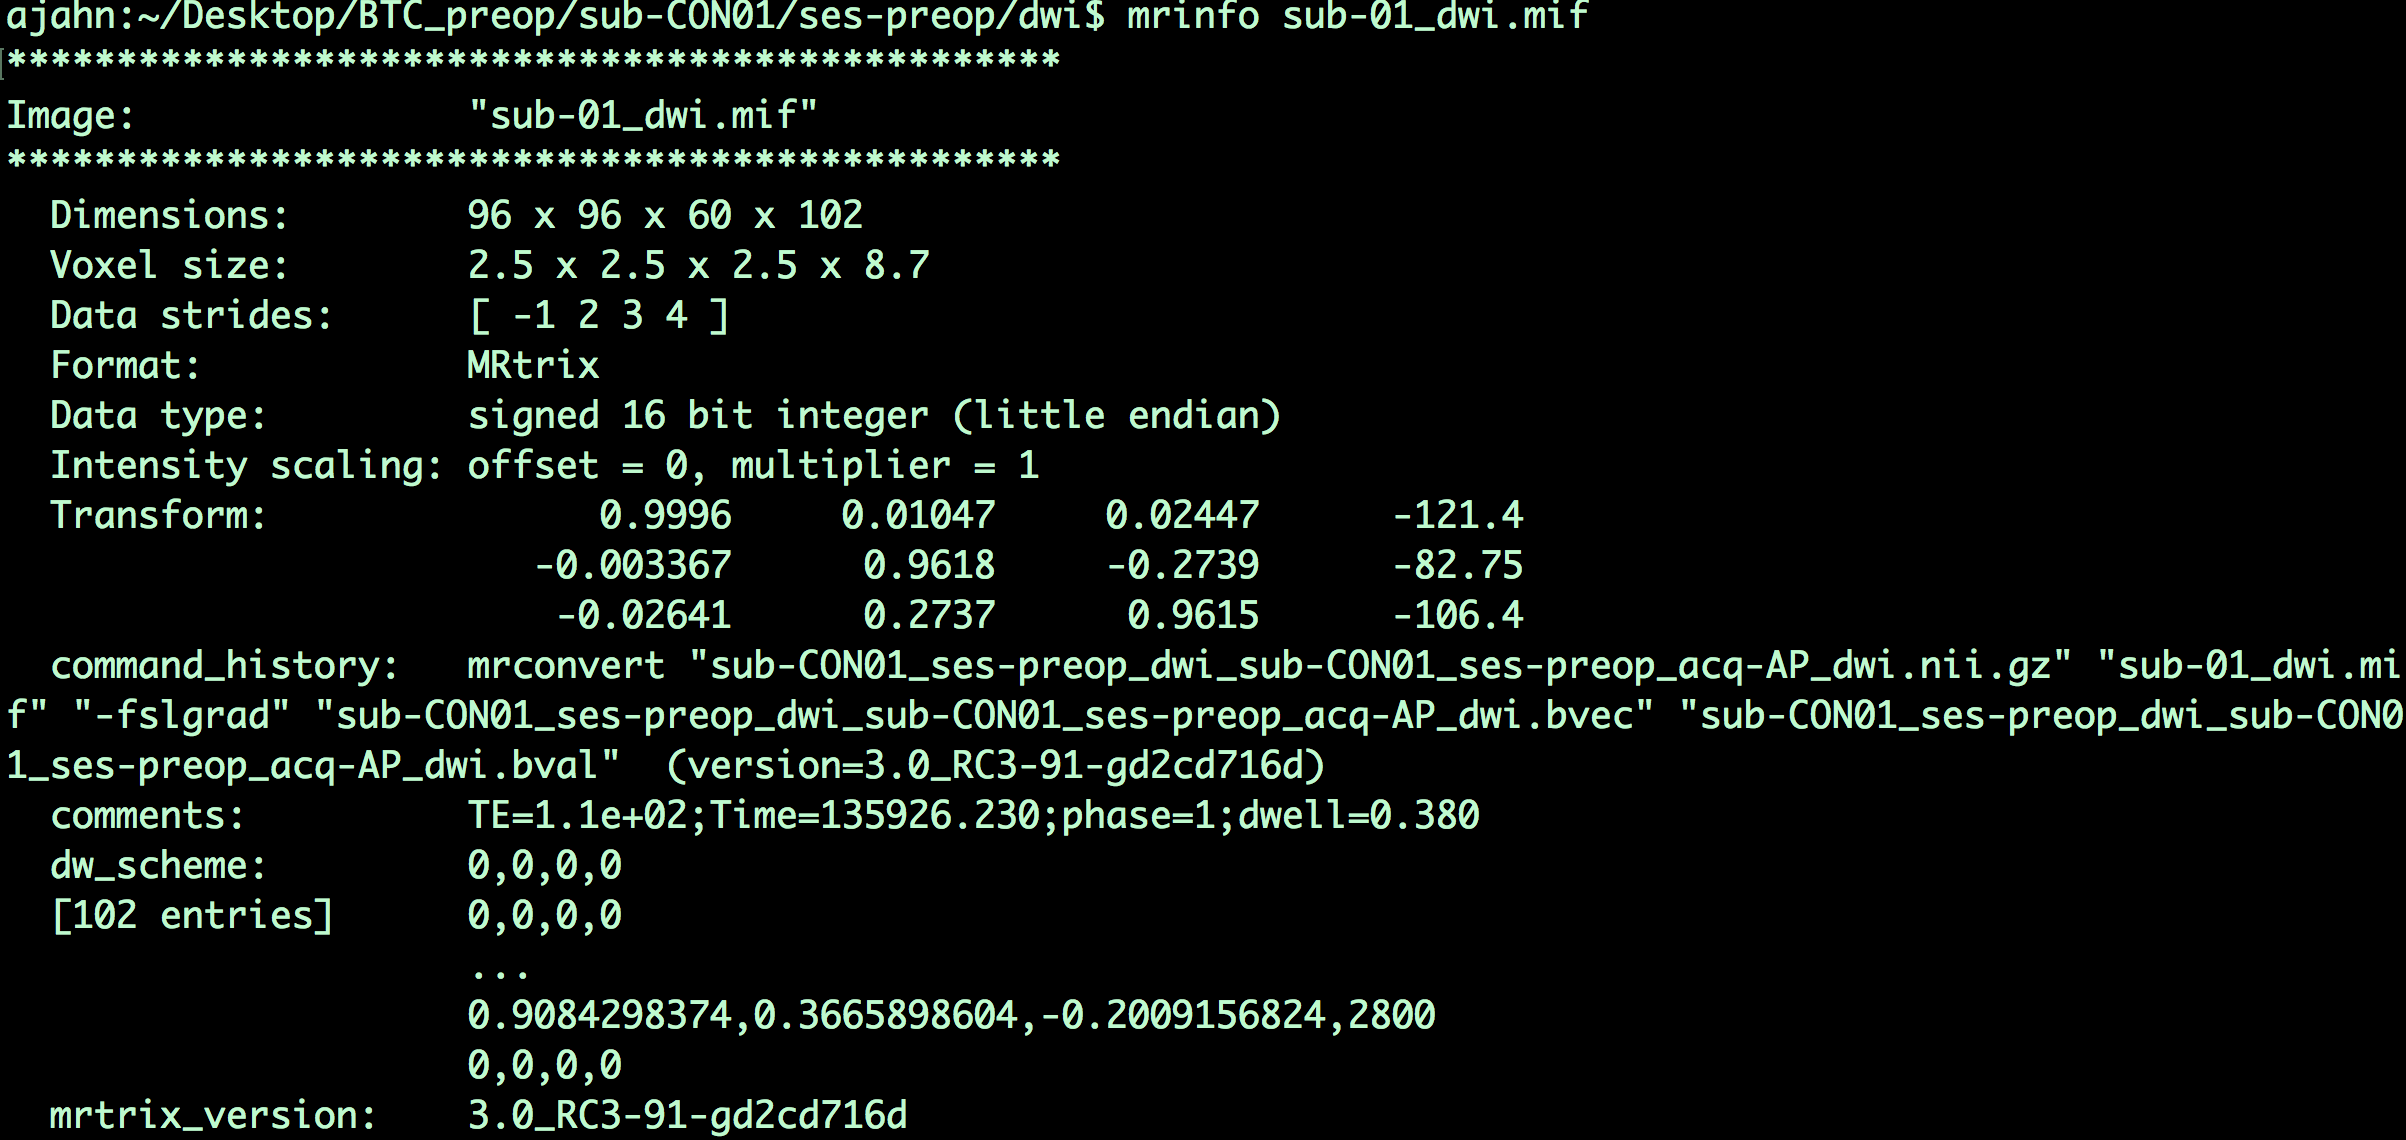 ajahn:~/Desktop/BTC_preop/sub-CON01/ses-preop/dwi$ mrinfo sub-01_dwi.mif
************************************************
Image:               "sub-01_dwi.mif"
************************************************
  Dimensions:        96 x 96 x 60 x 102
  Voxel size:        2.5 x 2.5 x 2.5 x 8.7
  Data strides:      [ -1 2 3 4 ]
  Format:            MRtrix
  Data type:         signed 16 bit integer (little endian)
  Intensity scaling: offset = 0, multiplier = 1
  Transform:               0.9996     0.01047     0.02447      -121.4
                        -0.003367      0.9618     -0.2739      -82.75
                         -0.02641      0.2737      0.9615      -106.4
  command_history:   mrconvert "sub-CON01_ses-preop_dwi_sub-CON01_ses-preop_acq-AP_dwi.nii.gz" "sub-01_dwi.mi
f" "-fslgrad" "sub-CON01_ses-preop_dwi_sub-CON01_ses-preop_acq-AP_dwi.bvec" "sub-CON01_ses-preop_dwi_sub-CON0
1_ses-preop_acq-AP_dwi.bval"  (version=3.0_RC3-91-gd2cd716d)
  comments:          TE=1.1e+02;Time=135926.230;phase=1;dwell=0.380
  dw_scheme:         0,0,0,0
  [102 entries]      0,0,0,0
                     ...
                     0.9084298374,0.3665898604,-0.2009156824,2800
                     0,0,0,0
  mrtrix_version:    3.0_RC3-91-gd2cd716d